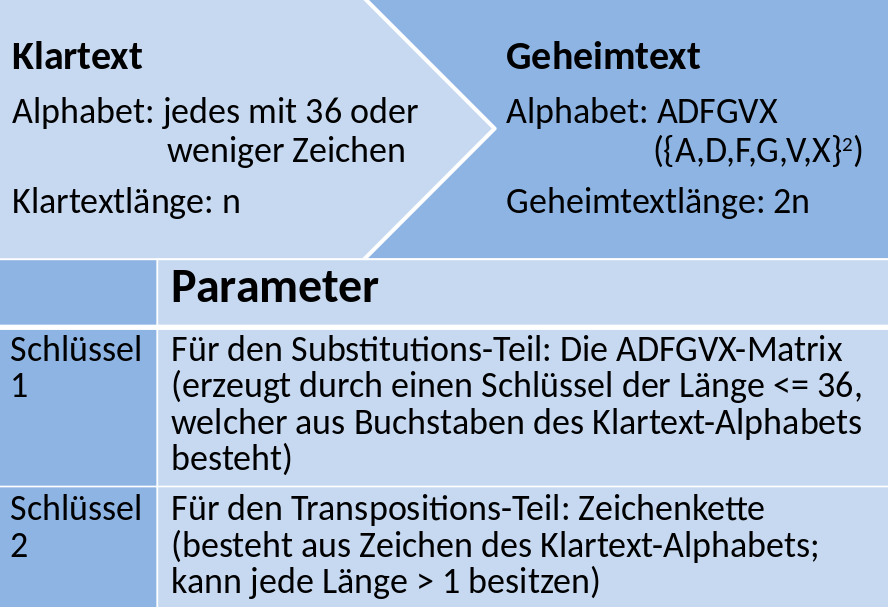 Klartext
Alphabet: jedes mit 36 oder
weniger Zeichen
Klartextlänge: n
Geheimtext
Alphabet: ADFGVX
({A,D,F,G,V,X}²)
Geheimtextlänge: 2n
Parameter
Schlüssel
1
Für den Substitutions-Teil: Die ADFGVX-Matrix
(erzeugt durch einen Schlüssel der Länge <= 36,
welcher aus Buchstaben des Klartext-Alphabets
besteht)
Schlüssel
2
Für den Transpositions-Teil: Zeichenkette
(besteht aus Zeichen des Klartext-Alphabets;
kann jede Länge > 1 besitzen)